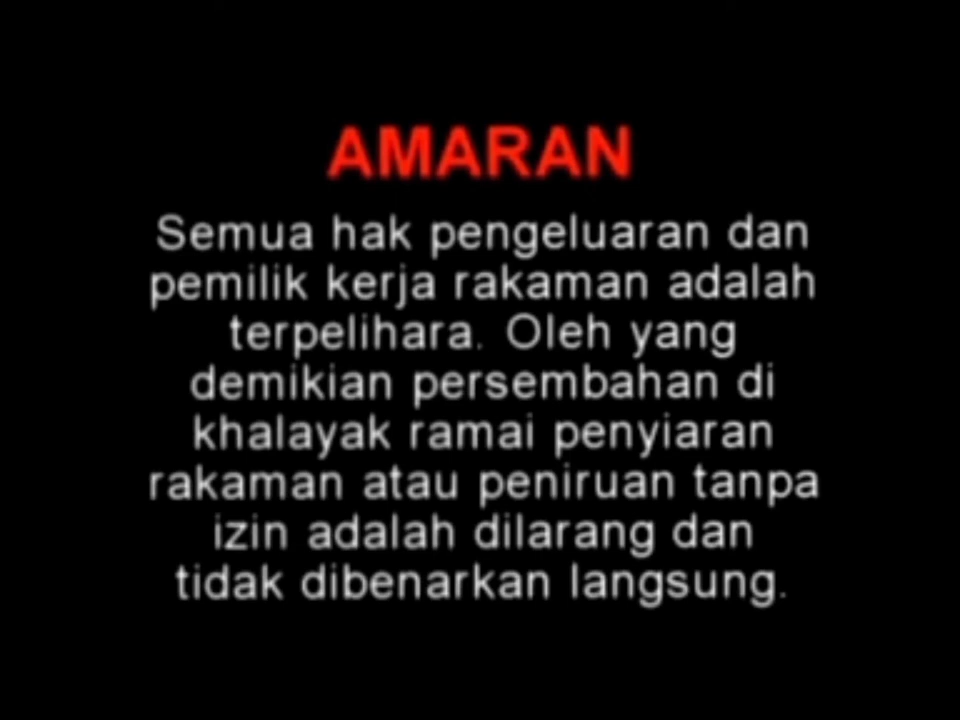 AMARAN
Semua hak pengeluaran dan
pemilik kerja rakaman adalah
terpelihara. Oleh yang
demikian persembahan di
khalayak ramai penyiaran
rakaman atau peniruan tanpa
izin adalah dilarang dan
tidak dibenarkan langsung.